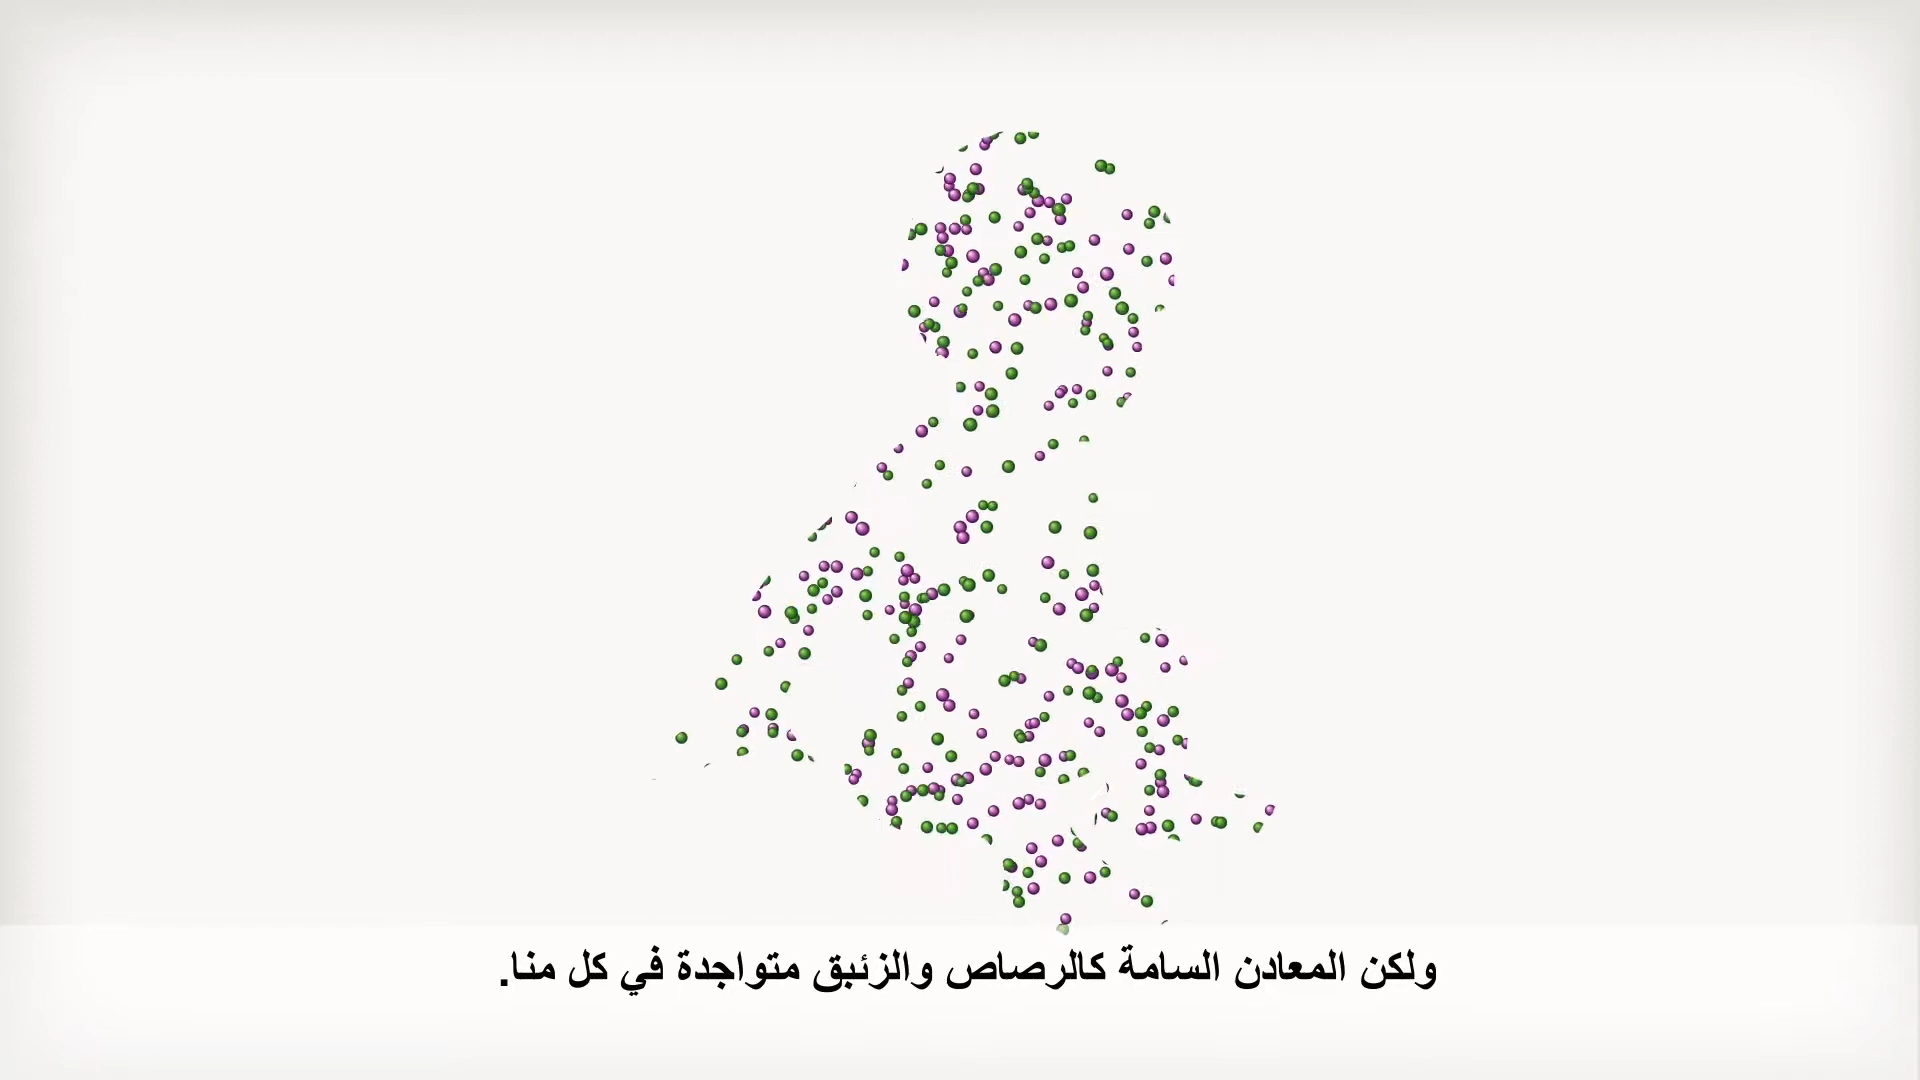 ولكن المعادن السامة كالرصاص والزئبق متواجدة في كل منا.